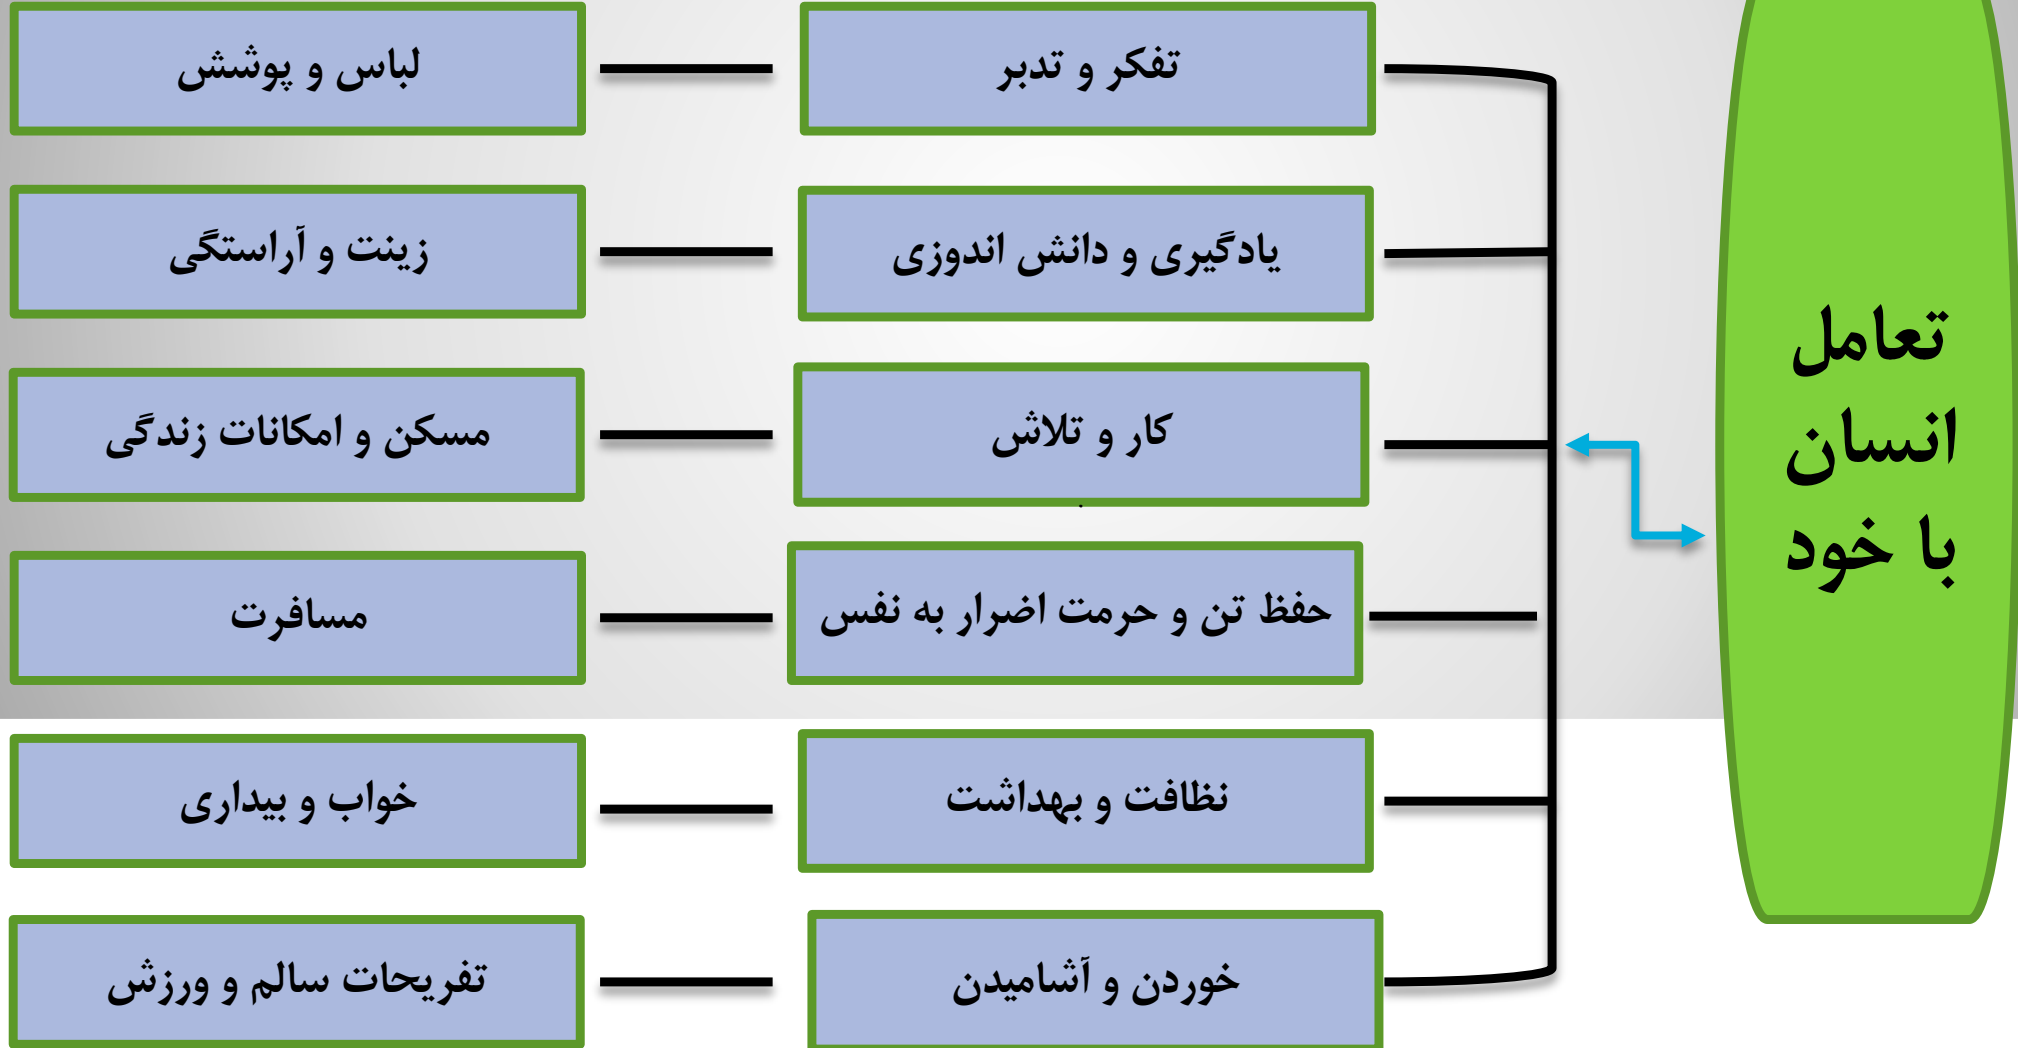 تعامل
انسان
با خود
تفکر و تدبر
لباس و پوشش
یادگیری و دانش اندوزی
زینت و آراستگی
کار و تلاش
مسکن و امکانات زندگی
حفظ تن و حرمت اضرار به نفس
مسافرت
نظافت و بهداشت
خواب و بیداری
خوردن و آشامیدن
تفریحات سالم و ورزش